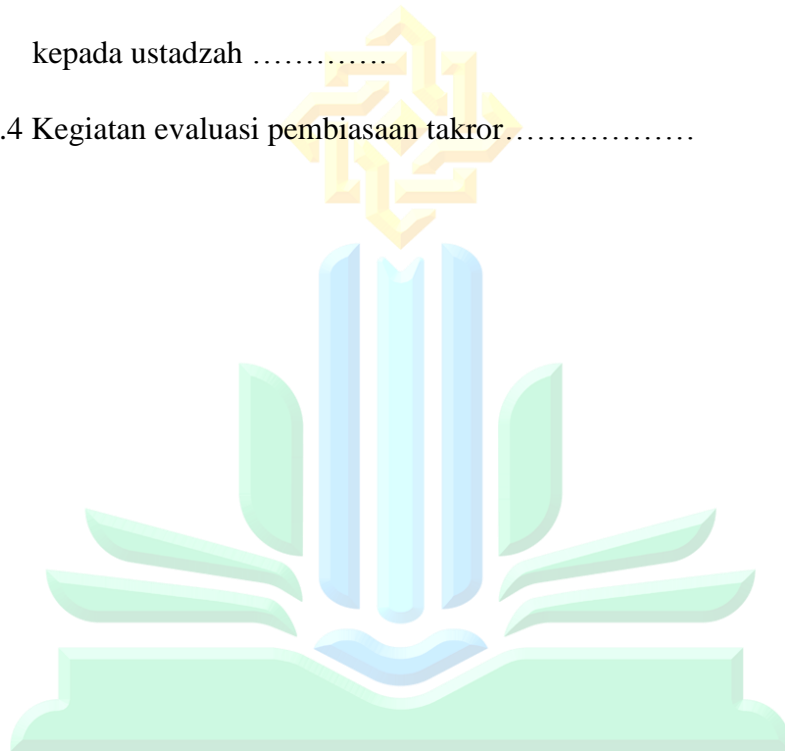 kepada ustadzah ………….
.4 Kegiatan evaluasi pembiasaan takror………………